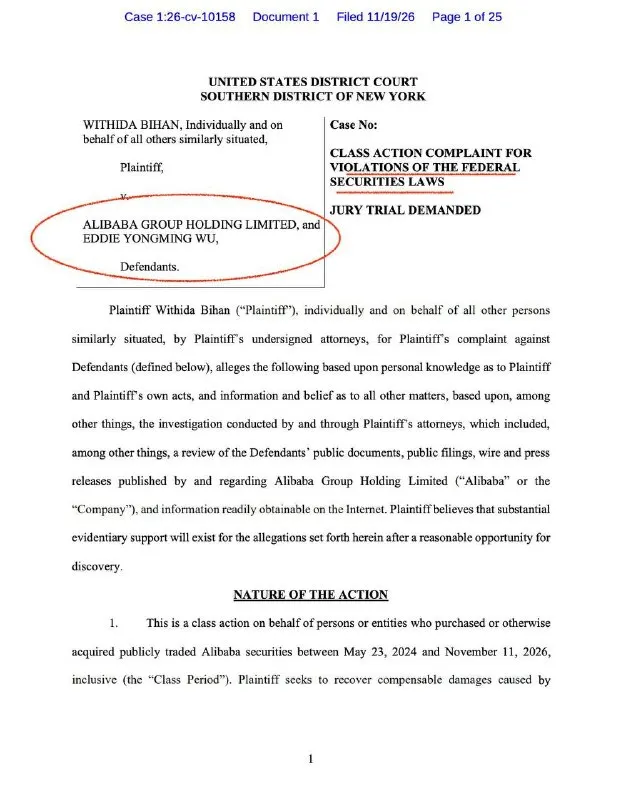 Case 1:26-cv-10158 Document 1 Filed 11/19/26 Page 1 of 25
UNITED STATES DISTRICT COURT
SOUTHERN DISTRICT OF NEW YORK
WITHIDA BIHAN, Individually and on
behalf of all others similarly situated,
Plaintiff,
v.
ALIBABA GROUP HOLDING LIMITED, and
EDDIE YONGMING WU,
Defendants.
Case No:
CLASS ACTION COMPLAINT FOR
VIOLATIONS OF THE FEDERAL
SECURITIES LAWS
JURY TRIAL DEMANDED
Plaintiff Withida Bihan (“Plaintiff”), individually and on behalf of all other persons
similarly situated, by Plaintiff’s undersigned attorneys, for Plaintiff’s complaint against
Defendants (defined below), alleges the following based upon personal knowledge as to Plaintiff
and Plaintiff’s own acts, and information and belief as to all other matters, based upon, among
other things, the investigation conducted by and through Plaintiff’s attorneys, which included,
among other things, a review of the Defendants’ public documents, public filings, wire and press
releases published by and regarding Alibaba Group Holding Limited (“Alibaba” or the
“Company”), and information readily obtainable on the Internet. Plaintiff believes that substantial
evidentiary support will exist for the allegations set forth herein after a reasonable opportunity for
discovery.
NATURE OF THE ACTION
1. This is a class action on behalf of persons or entities who purchased or otherwise
acquired publicly traded Alibaba securities between May 23, 2024 and November 11, 2026,
inclusive (the “Class Period”). Plaintiff seeks to recover compensable damages caused by
1